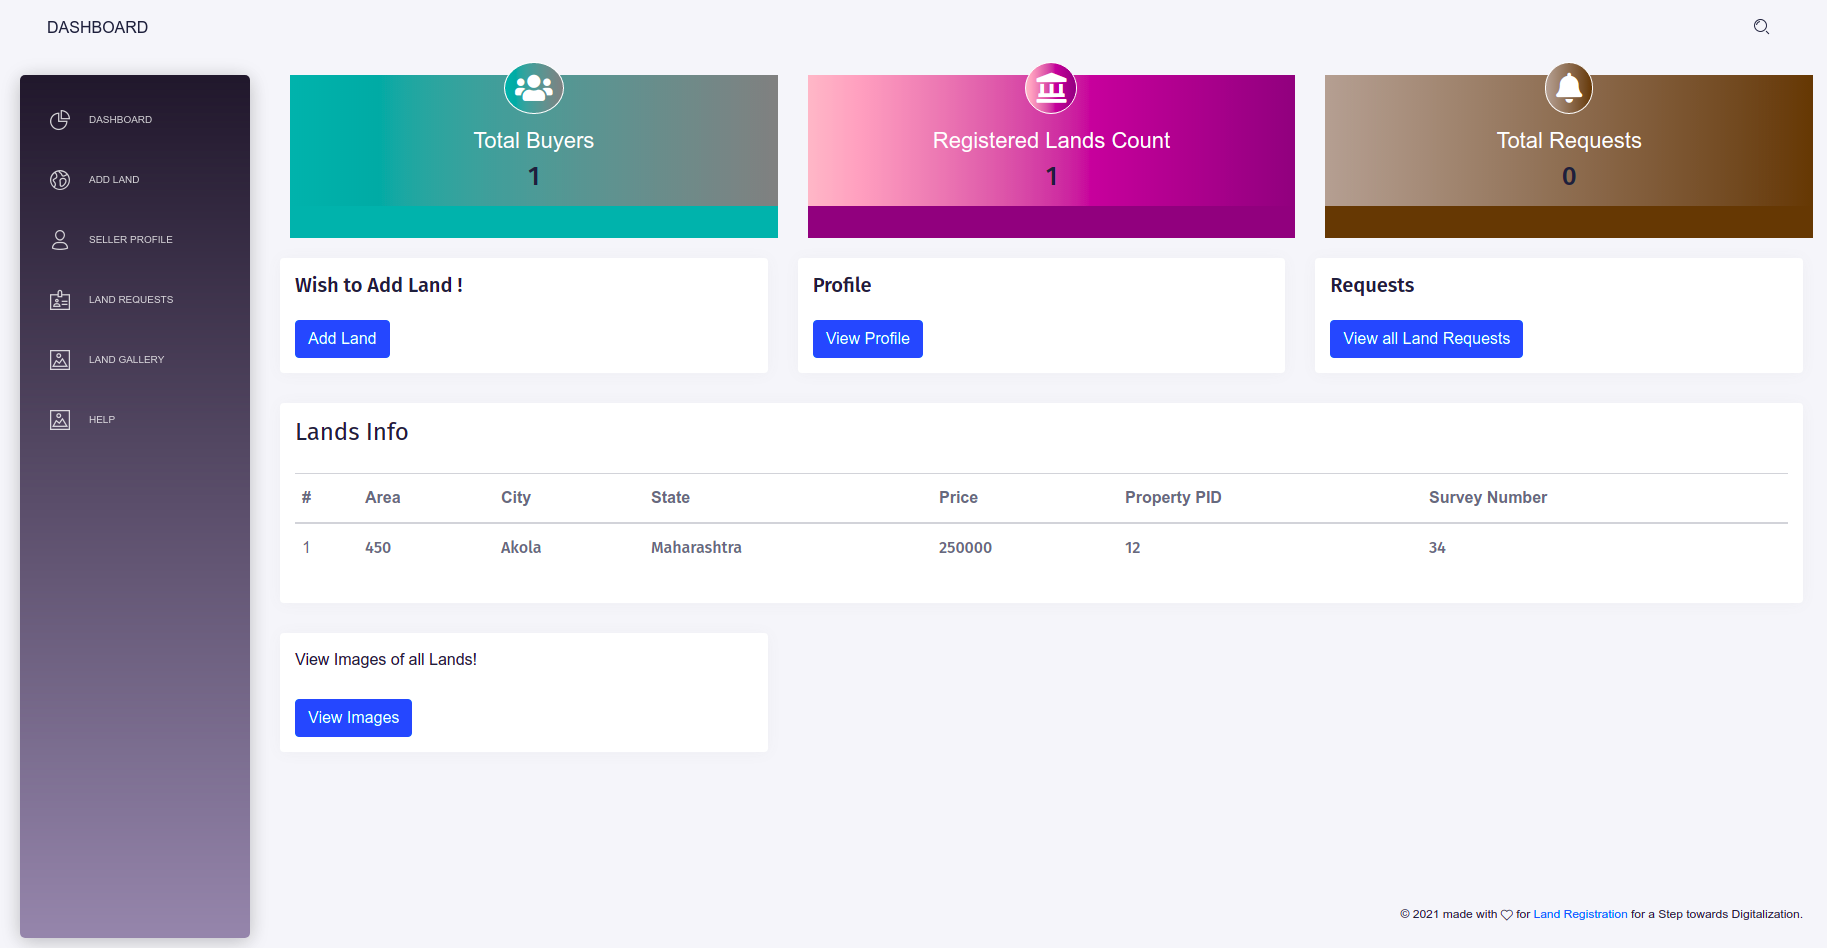 DASHBOARD
DASHBOARD
ADD LAND
SELLER PROFILE
LAND REQUESTS
LAND GALLERY
HELP
Total Buyers
1
Registered Lands Count
1
Total Requests
0
Wish to Add Land !
Add Land
Profile
View Profile
Requests
View all Land Requests
Lands Info
# Area City State Price Property PID Survey Number
1 450 Akola Maharashtra 250000 12 34
View Images of all Lands!
View Images
© 2021 made with ♡ for Land Registration for a Step towards Digitalization.